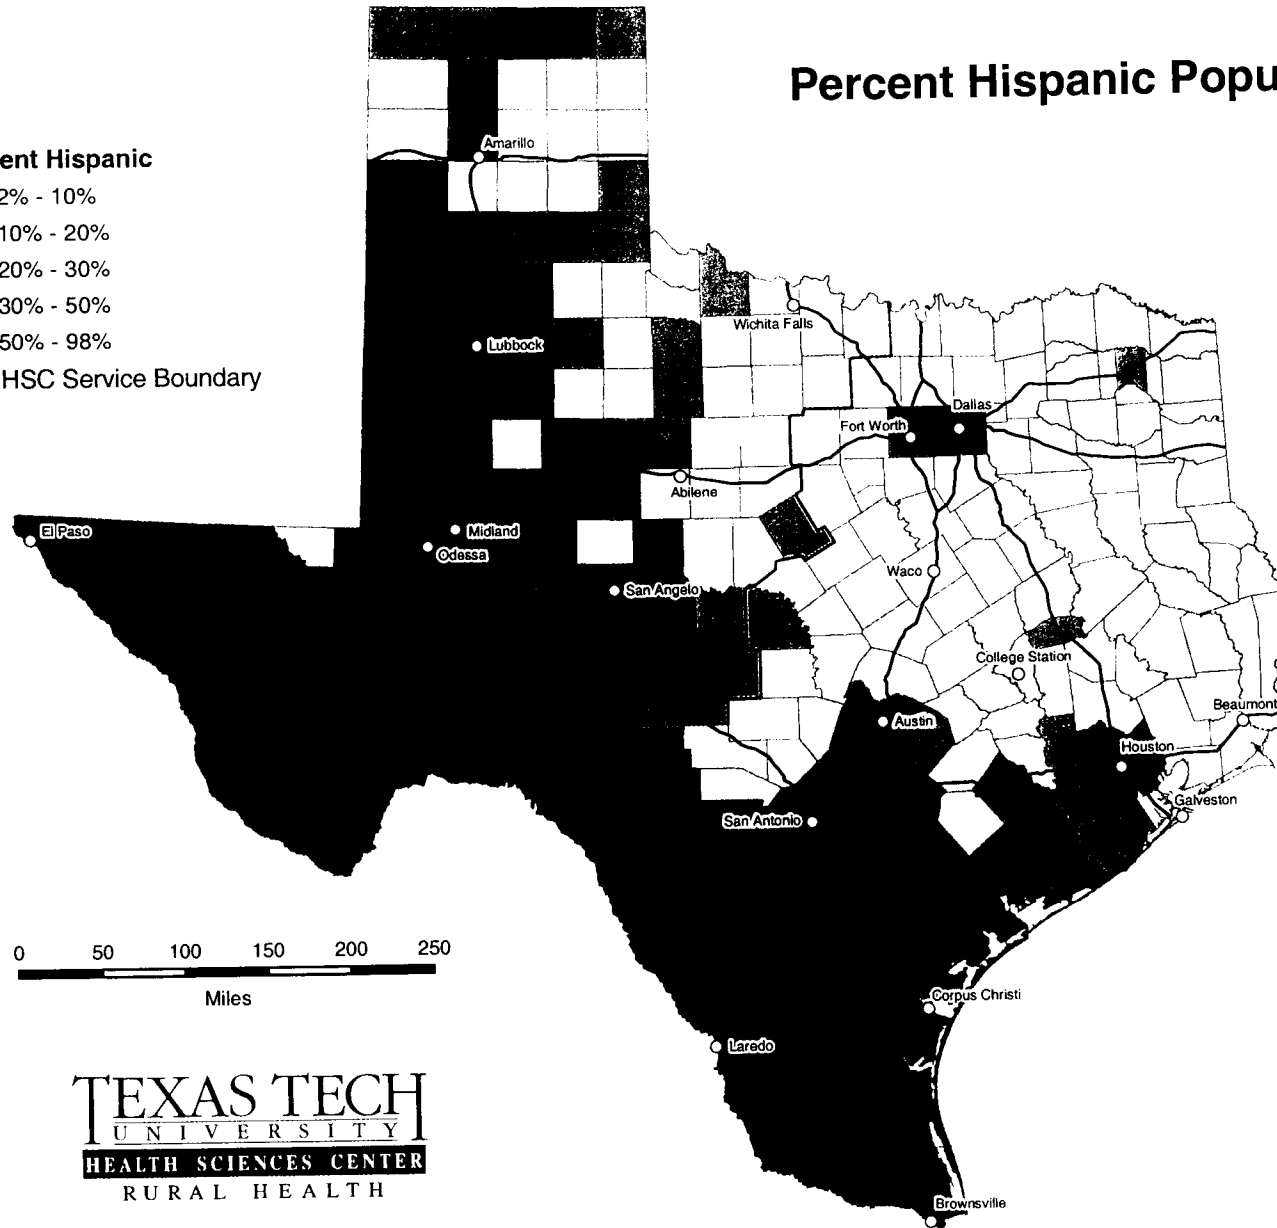 Percent Hispanic Popu
ent Hispanic
2% - 10%
10% - 20%
20% - 30%
30% - 50%
50% - 98%
HSC Service Boundary
Amarillo
Lubbock
Wichita Falls
Dallas
Fort Worth
Abilene
El Paso
Midland
Odessa
San Angelo
Waco
College Station
Beaumont
Austin
Houston
Galveston
San Antonio
Corpus Christi
Laredo
Brownsville
0 50 100 150 200 250
Miles
TEXAS TECH
UNIVERSITY
HEALTH SCIENCES CENTER
RURAL HEALTH